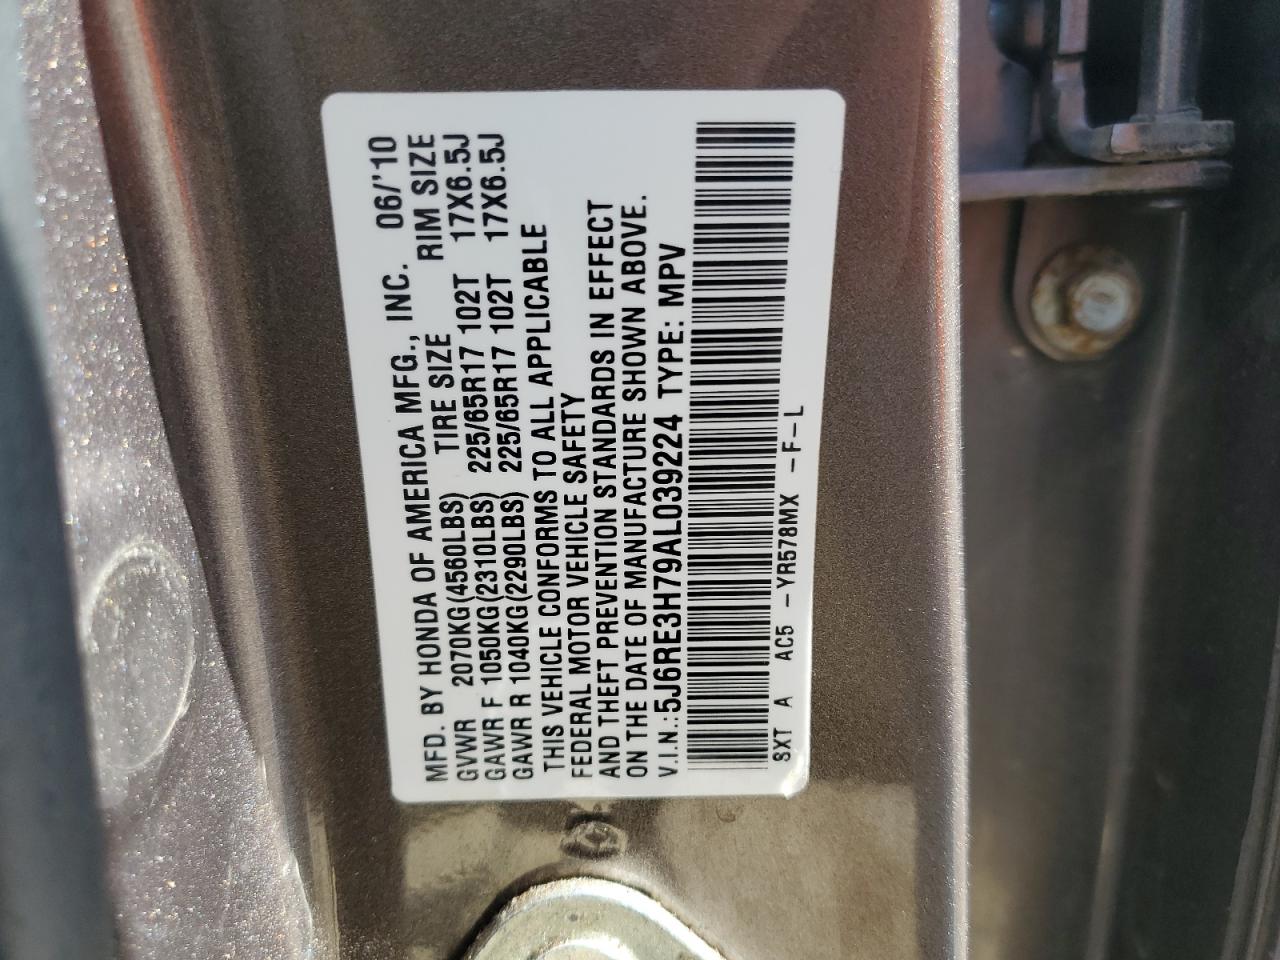 MFD. BY HONDA OF AMERICA MFG., INC. 06/'10
GVWR 2070KG(4560LBS) TIRE SIZE RIM SIZE
GAWR F 1050KG(2310LBS) 225/65R17 102T 17X6.5J
GAWR R 1040KG(2290LBS) 225/65R17 102T 17X6.5J
THIS VEHICLE CONFORMS TO ALL APPLICABLE
FEDERAL MOTOR VEHICLE SAFETY
AND THEFT PREVENTION STANDARDS IN EFFECT
ON THE DATE OF MANUFACTURE SHOWN ABOVE.
V.I.N.:5J6RE3H79AL039224 TYPE: MPV
SXT A AC5 -YR578MX -F-L